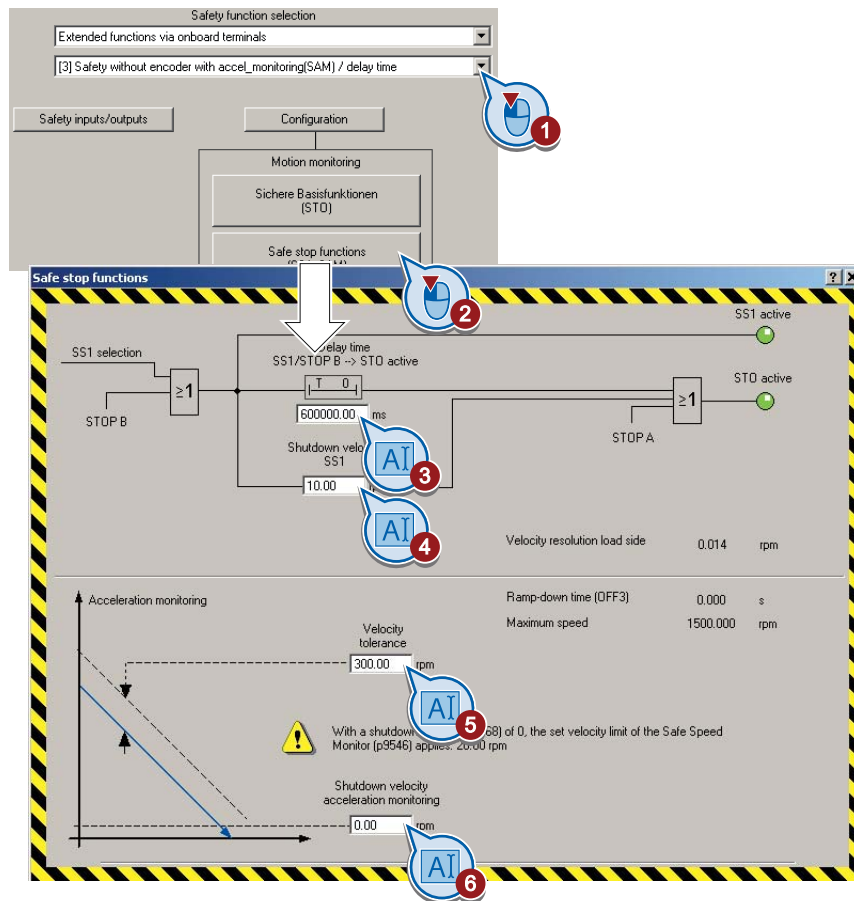 Safety function selection
Extended functions via onboard terminals
[3] Safety without encoder with accel_monitoring(SAM) / delay time
1
Safety inputs/outputs
Configuration
Motion monitoring
Sichere Basisfunktionen
(STO)
Safe stop functions
2
Safe stop functions
SS1 active
SS1 selection
Delay time
SS1/STOP B --> STO active
≥1
T 0
STO active
≥1
STOP B
600000.00 ms
STOP A
3
Shutdown
SS1
10.00
4
Velocity resolution load side 0.014 rpm
Acceleration monitoring
Ramp-down time (OFF3) 0.000 s
Maximum speed 1500.000 rpm
Velocity
tolerance
300.00 rpm
5
With a shutdown 68) of 0, the set velocity limit of the Safe Speed
Monitor (p9546) applies: 20.00 rpm
Shutdown velocity
acceleration monitoring
0.00 rpm
6